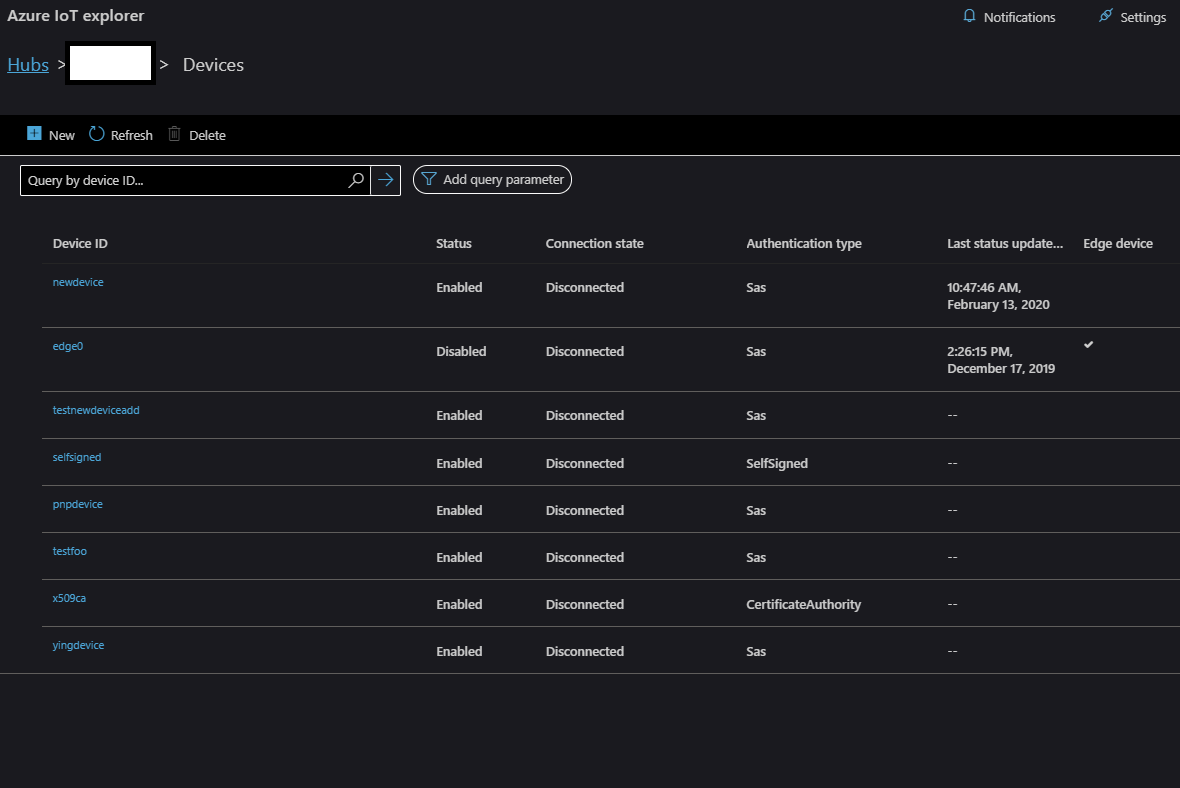 Azure IoT explorer
Notifications
Settings
Hubs > > Devices
New
Refresh
Delete
Query by device ID...
Add query parameter
Device ID Status Connection state Authentication type Last status update... Edge device
newdevice Enabled Disconnected Sas 10:47:46 AM,
February 13, 2020
edge0 Disabled Disconnected Sas 2:26:15 PM,
December 17, 2019
testnewdeviceadd Enabled Disconnected Sas --
selfsigned Enabled Disconnected SelfSigned --
pnpdevice Enabled Disconnected Sas --
testfoo Enabled Disconnected Sas --
x509ca Enabled Disconnected CertificateAuthority --
yingdevice Enabled Disconnected Sas --